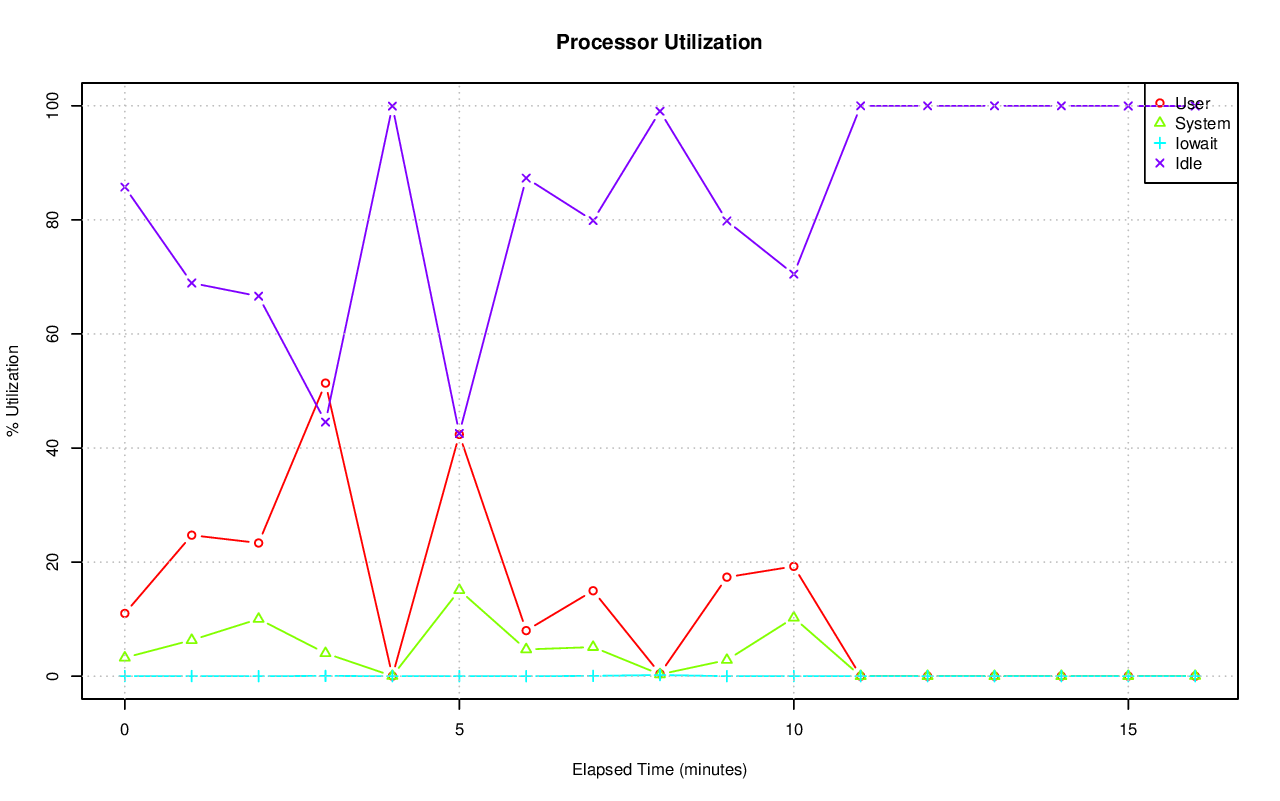 Processor Utilization
% Utilization
100
80
60
40
20
0
User
System
Iowait
Idle
0 5 10 15
Elapsed Time (minutes)